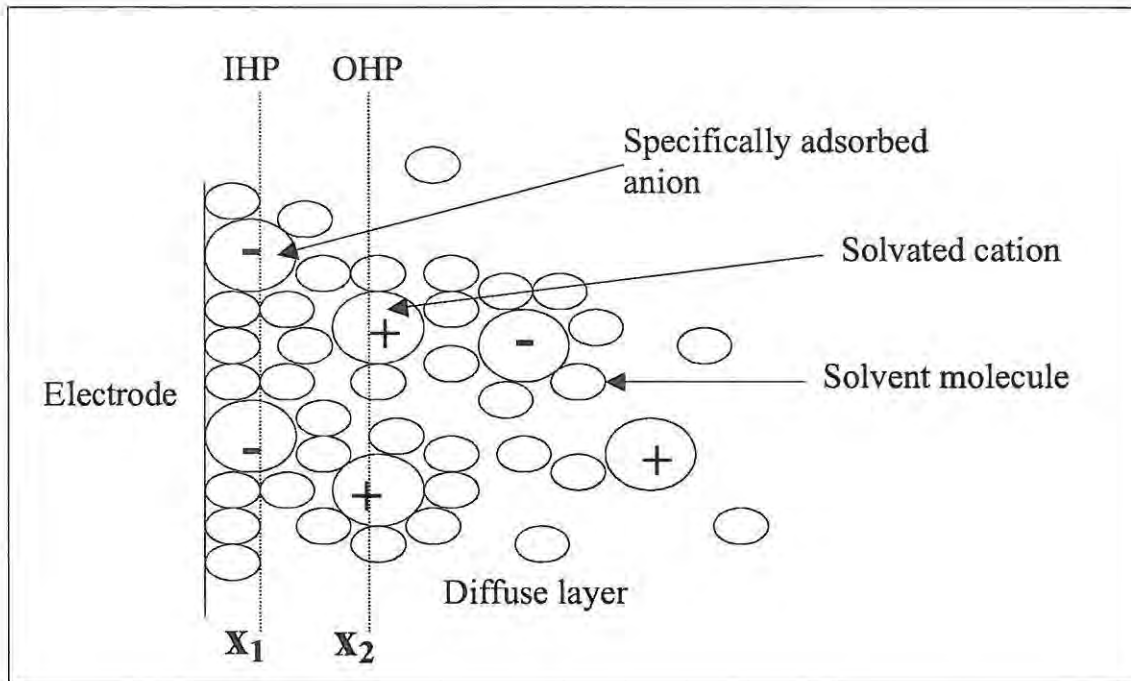 IHP OHP
Specifically adsorbed
anion
Solvated cation
-
+
-
Solvent molecule
Electrode
-
+
+
Diffuse layer
x₁ x₂